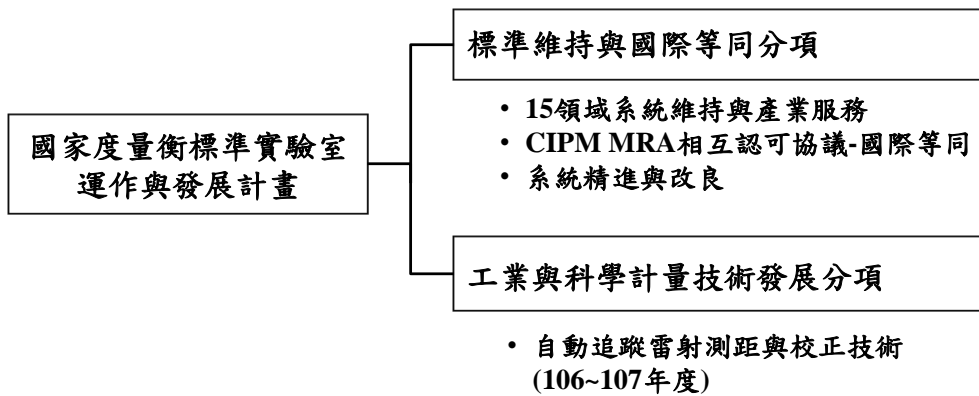 國家度量衡標準實驗室
運作與發展計畫
標準維持與國際等同分項
• 15領域系統維持與產業服務
• CIPM MRA相互認可協議-國際等同
• 系統精進與改良
工業與科學計量技術發展分項
• 自動追蹤雷射測距與校正技術
(106~107年度)